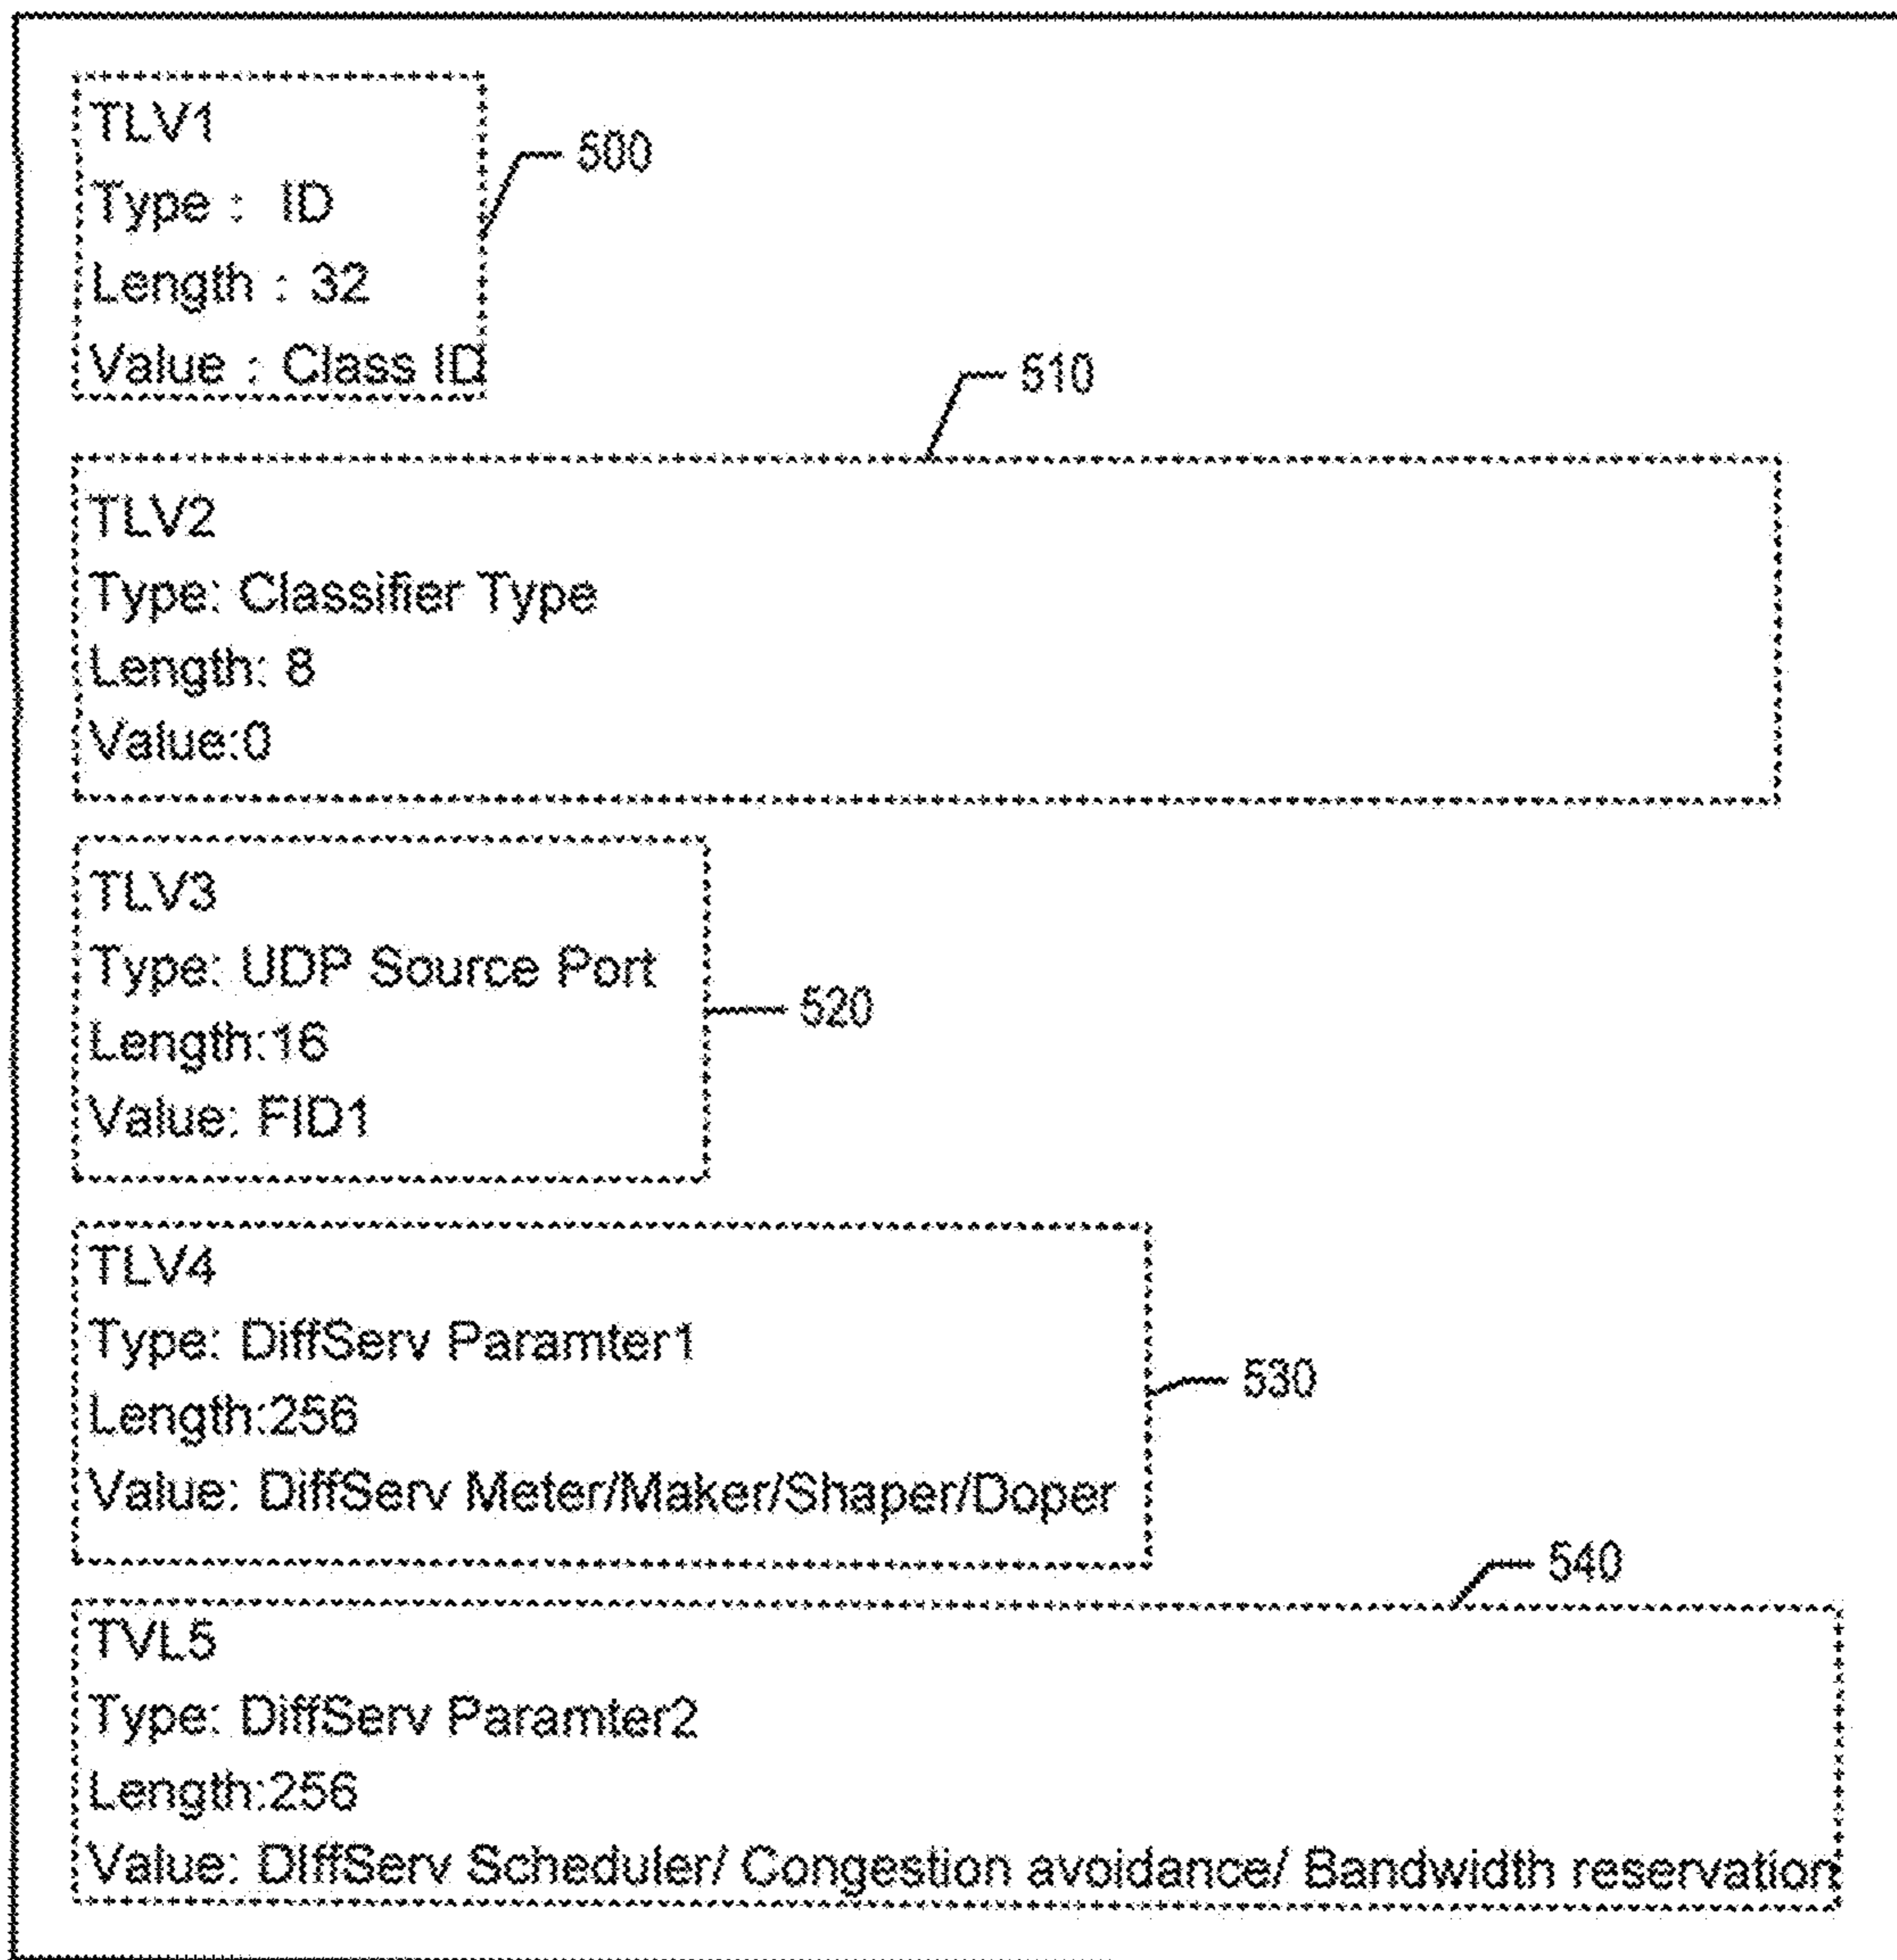 TLV1
Type : ID
500
Length : 32
Value : Class ID
510
TLV2
Type: Classifier Type
Length: 8
Value:0
TLV3
Type: UDP Source Port
520
Length:16
Value: FID1
TLV4
Type: DiffServ Paramter1
530
Length:256
Value: DiffServ Meter/Maker/Shaper/Doper
540
TVL5
Type: DiffServ Paramter2
Length:256
Value: DIffServ Scheduler/ Congestion avoidance/ Bandwidth reservation